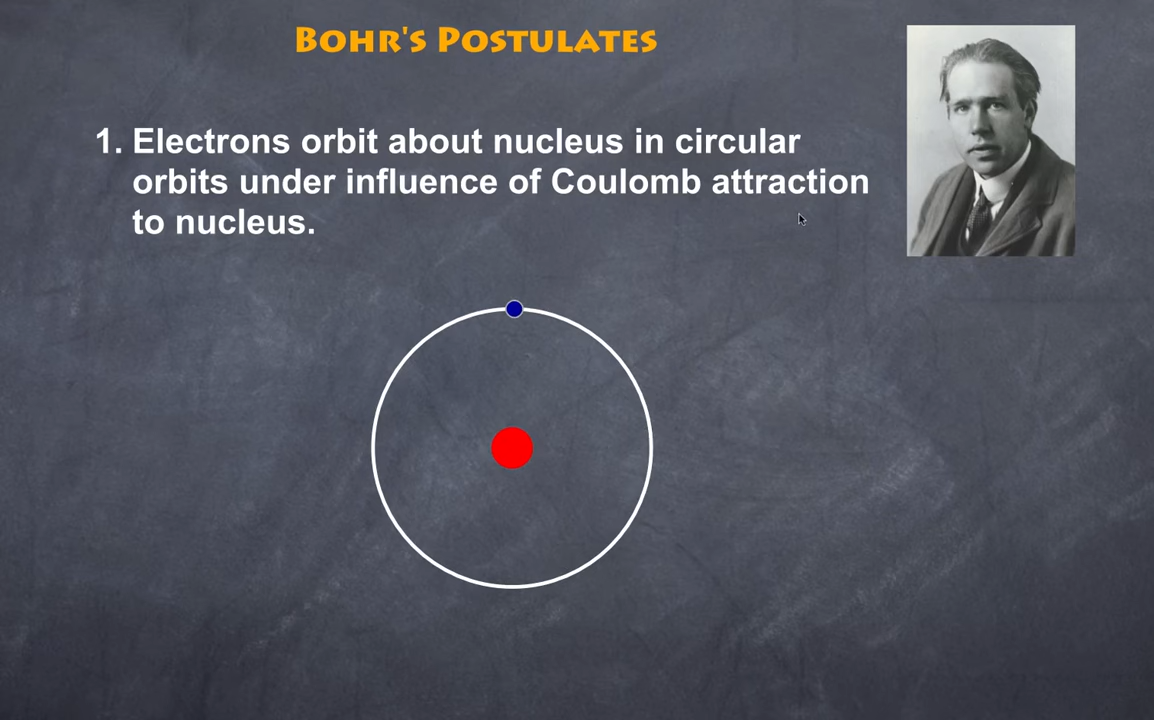 Bohr's Postulates
1. Electrons orbit about nucleus in circular
orbits under influence of Coulomb attraction
to nucleus.